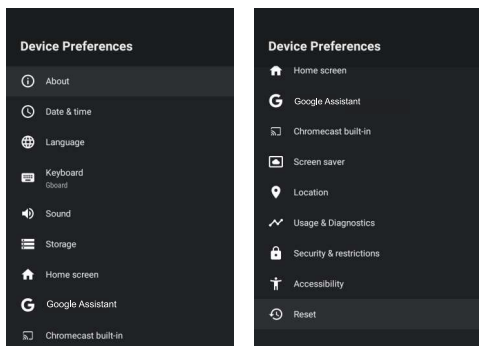 Device Preferences
About
Date & time
Language
Keyboard
Gboard
Sound
Storage
Home screen
Google Assistant
Chromecast built-in
Device Preferences
Home screen
Google Assistant
Chromecast built-in
Screen saver
Location
Usage & Diagnostics
Security & restrictions
Accessibility
Reset